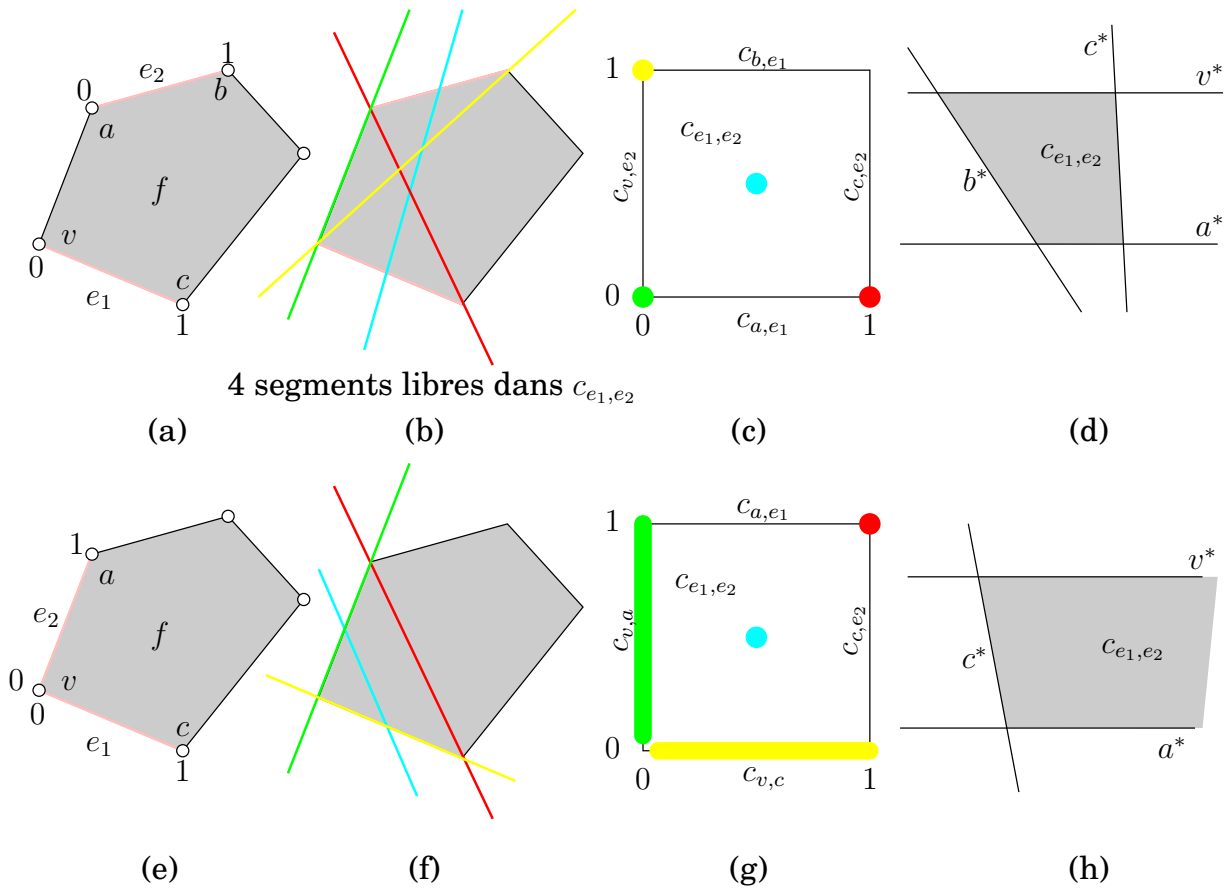 1
e₂
0
b
a
f
v
0
c
e₁
1
4 segments libres dans c_{e₁,e₂}
1
c_{b,e₁}
c_{e₁,e₂}
c_{v,e₂}
c_{c,e₂}
0
0
c_{a,e₁}
1
c*
v*
c_{e₁,e₂}
b*
a*
(a)
(b)
(c)
(d)
1
a
e₂
f
0
v
0
c
e₁
1
1
c_{a,e₁}
c_{e₁,e₂}
c_{v,a}
c_{c,e₂}
0
0
c_{v,c}
1
v*
c*
c_{e₁,e₂}
a*
(e)
(f)
(g)
(h)